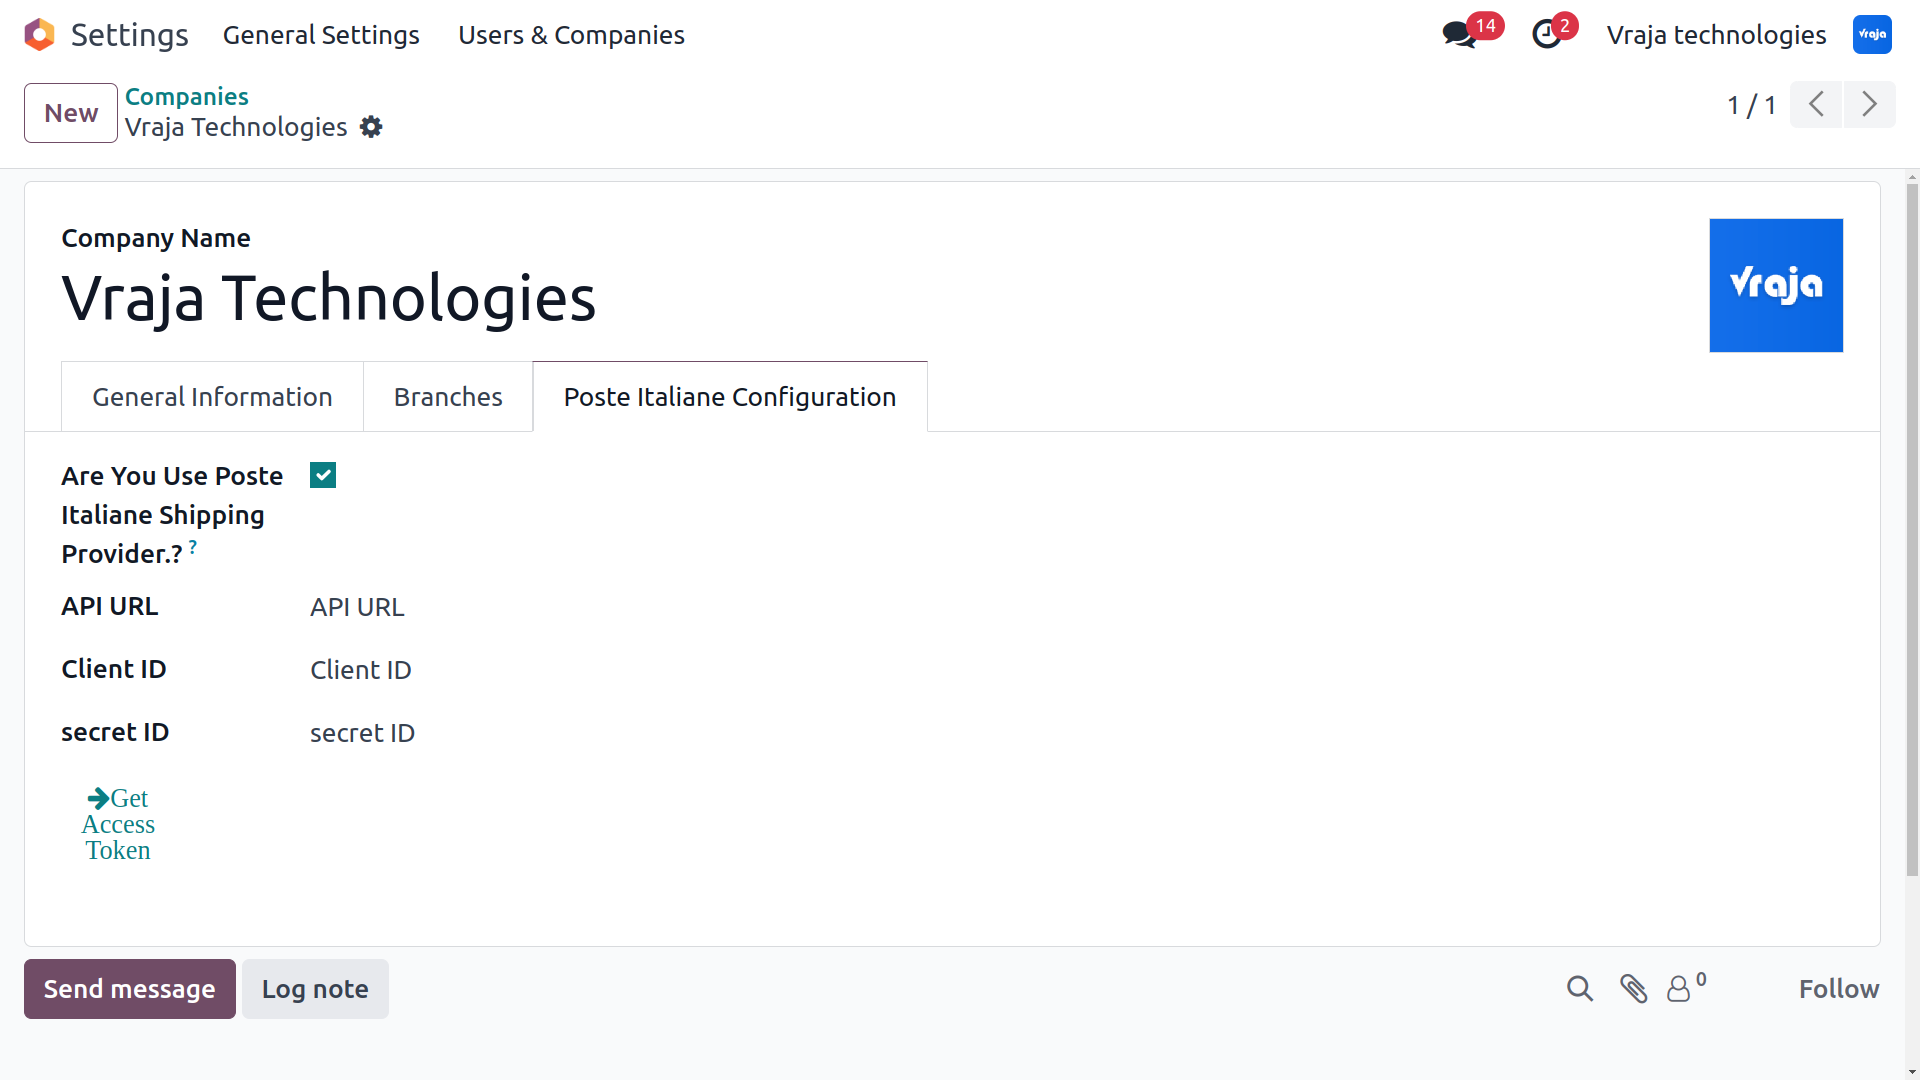 Settings General Settings Users & Companies 14 2 Vraja technologies vraja
New Companies 1 / 1
Vraja Technologies
Company Name
Vraja Technologies
vraja
General Information Branches Poste Italiane Configuration
Are You Use Poste
Italiane Shipping
Provider.? ?
API URL API URL
Client ID Client ID
secret ID secret ID
Get
Access
Token
Send message Log note 0 Follow